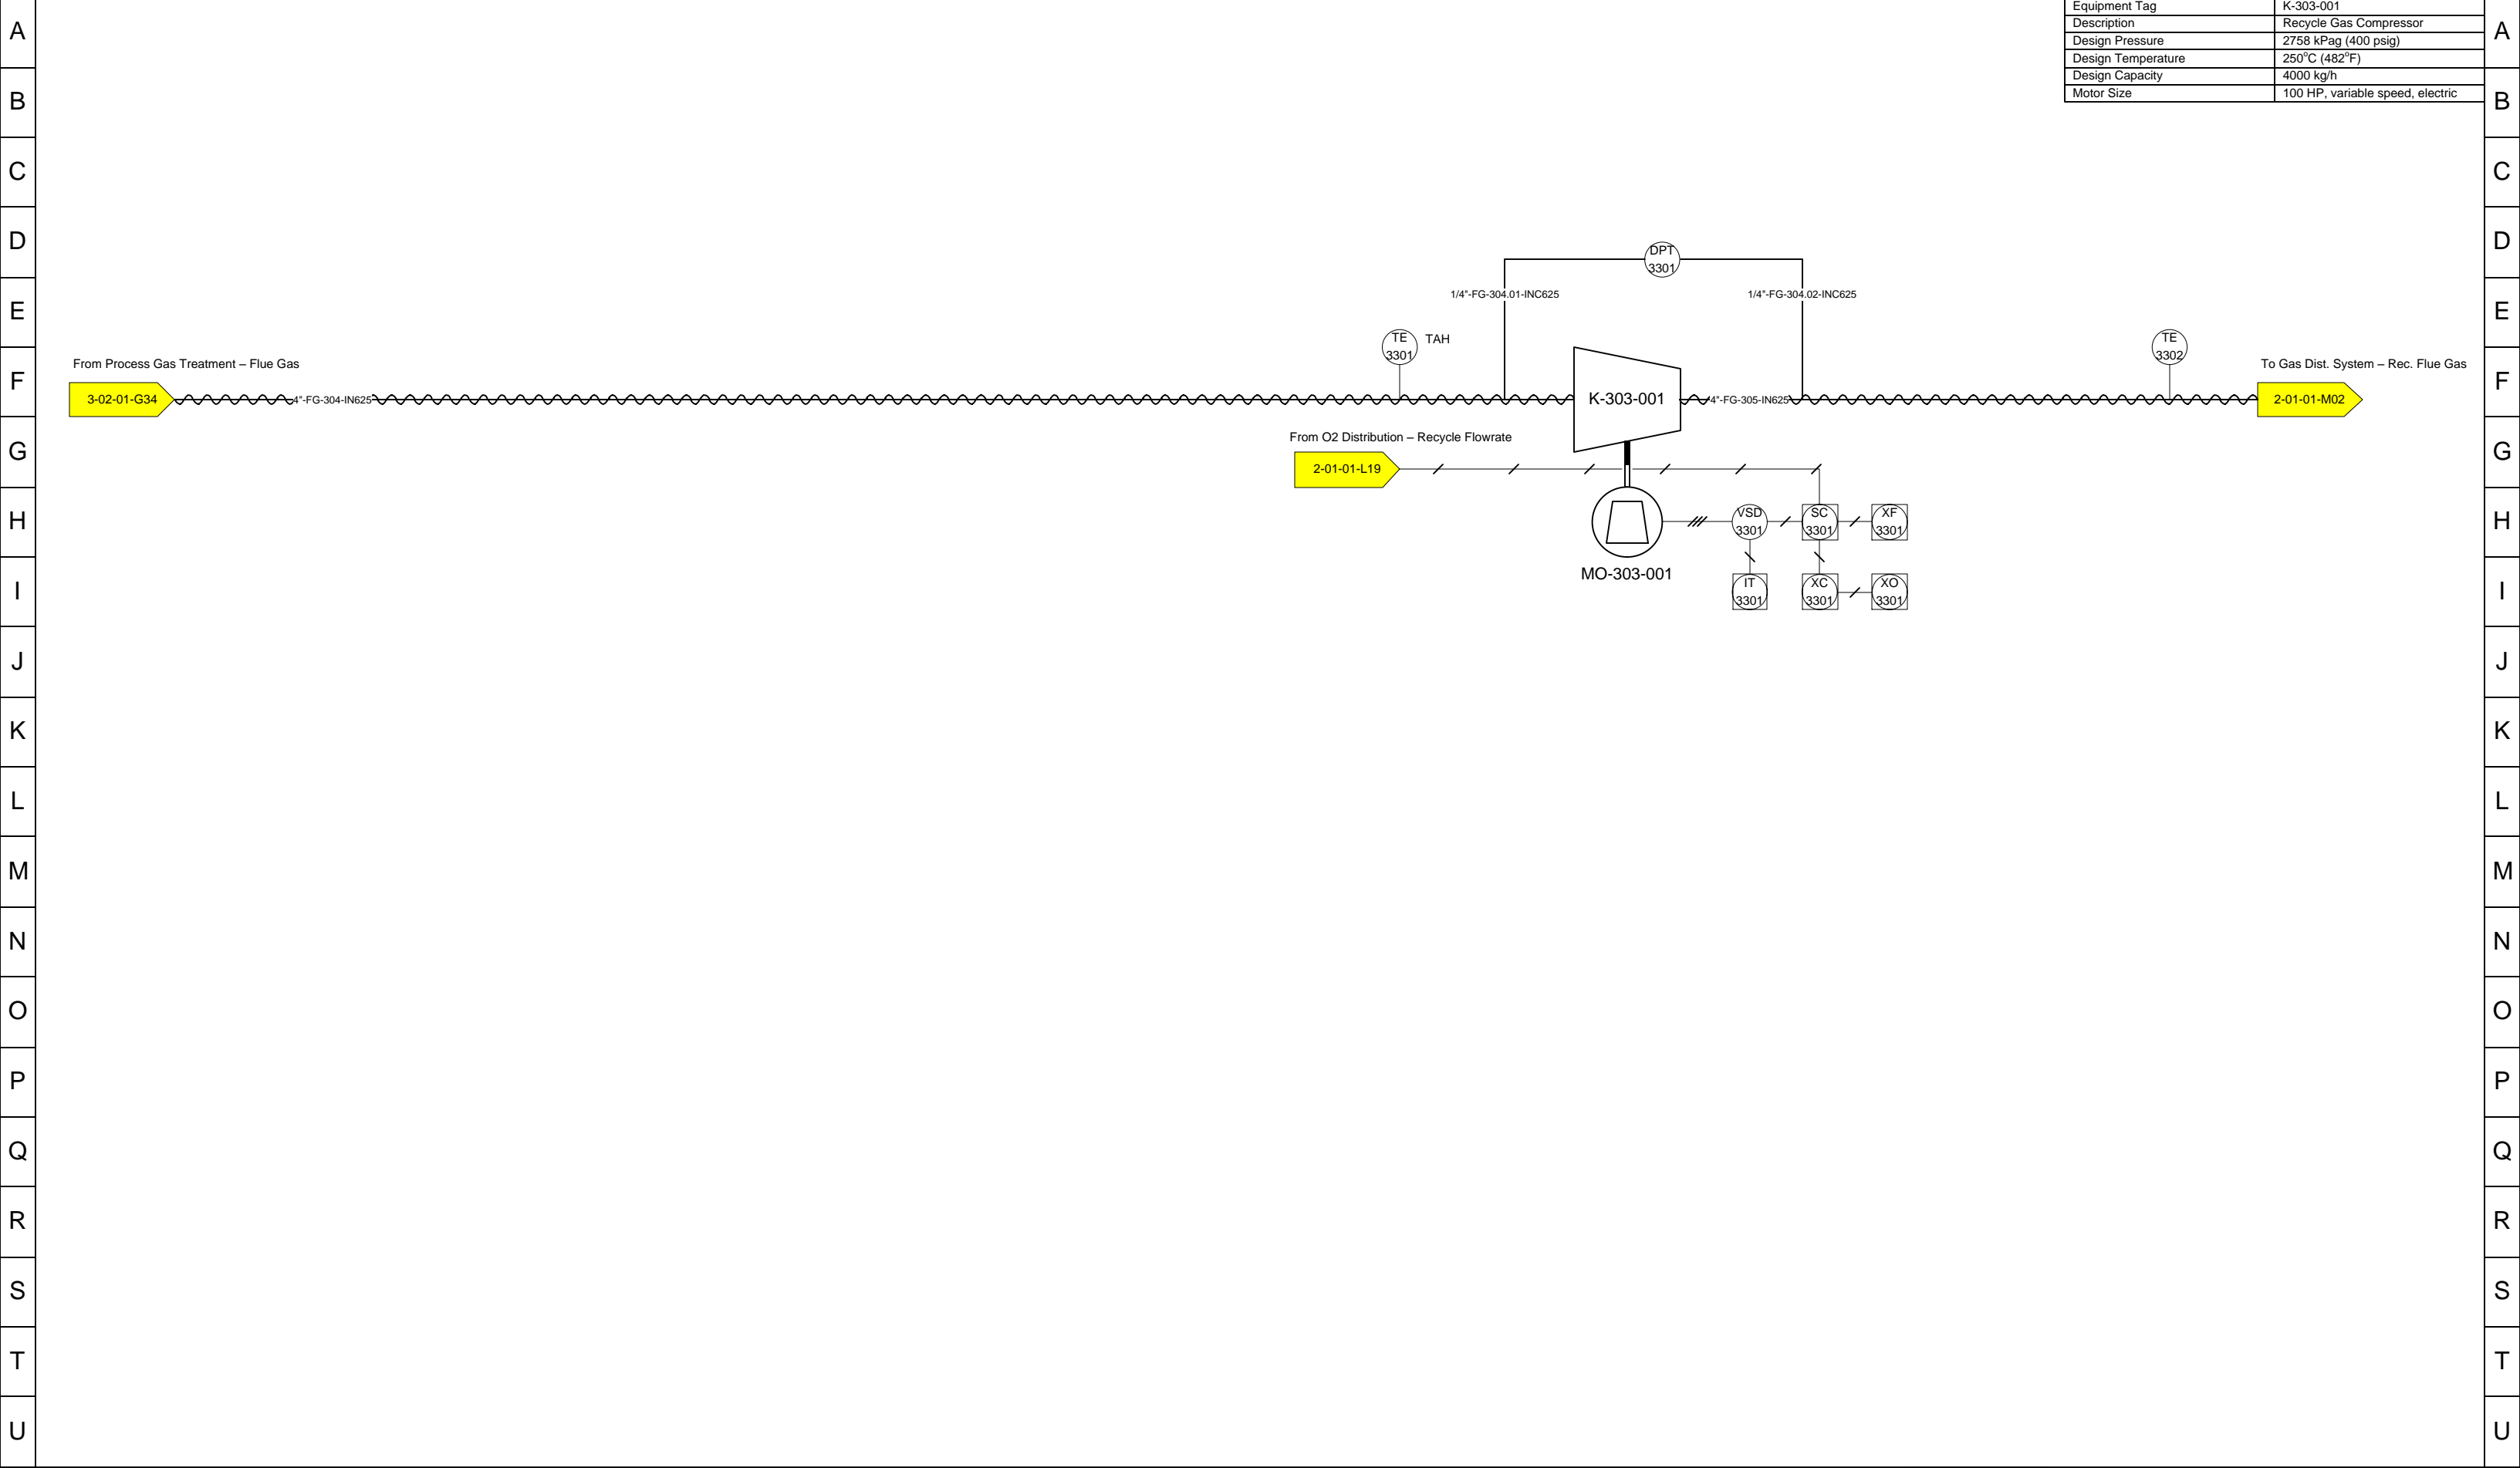 Equipment Tag K-303-001
A Description Recycle Gas Compressor A
Design Pressure 2758 kPag (400 psig)
Design Temperature 250°C (482°F)
Design Capacity 4000 kg/h
B Motor Size 100 HP, variable speed, electric B
C C
D D
DPT
3301
1/4"-FG-304.01-INC625 1/4"-FG-304.02-INC625
E E
TE TAH
3301
TE
3302
From Process Gas Treatment – Flue Gas
To Gas Dist. System – Rec. Flue Gas
F F
3-02-01-G34
4"-FG-304-IN625
K-303-001
4"-FG-305-IN625
2-01-01-M02
From O2 Distribution – Recycle Flowrate
G G
2-01-01-L19
H H
VSD
3301
SC
3301
XF
3301
MO-303-001
IT
3301
XC
3301
XO
3301
I I
J J
K K
L L
M M
N N
O O
P P
Q Q
R R
S S
T T
U U